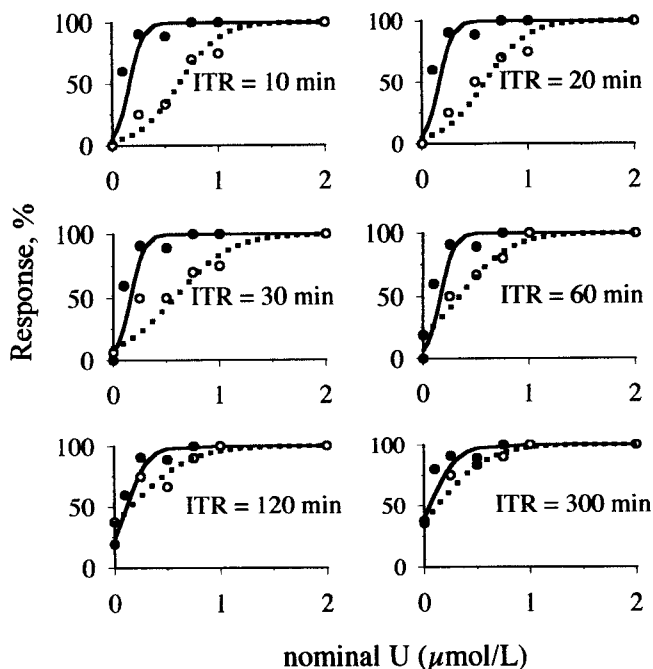 100
50
0
ITR = 10 min
0 1 2
100
50
0
ITR = 20 min
0 1 2
Response, %
100
50
0
ITR = 30 min
0 1 2
100
50
0
ITR = 60 min
0 1 2
100
50
0
ITR = 120 min
0 1 2
100
50
0
ITR = 300 min
0 1 2
nominal U (μmol/L)